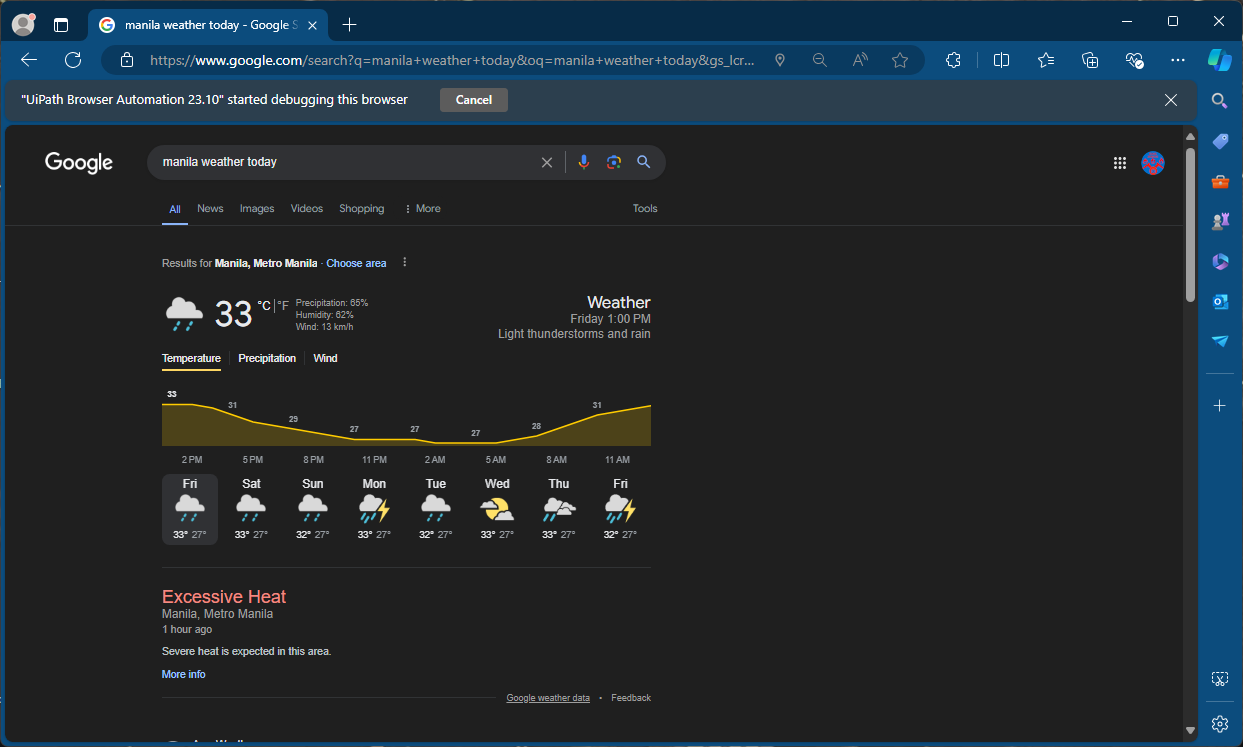 manila weather today - Google S
https://www.google.com/search?q=manila+weather+today&oq=manila+weather+today&gs_lcr...
"UiPath Browser Automation 23.10" started debugging this browser
Cancel
Google
manila weather today
All News Images Videos Shopping More Tools
Results for Manila, Metro Manila · Choose area
33 °C | °F
Precipitation: 65%
Humidity: 62%
Wind: 13 km/h
Weather
Friday 1:00 PM
Light thunderstorms and rain
Temperature Precipitation Wind
33 31 29 27 27 27 28 31
2 PM 5 PM 8 PM 11 PM 2 AM 5 AM 8 AM 11 AM
Fri Sat Sun Mon Tue Wed Thu Fri
33° 27° 33° 27° 32° 27° 33° 27° 32° 27° 33° 27° 33° 27° 32° 27°
Excessive Heat
Manila, Metro Manila
1 hour ago
Severe heat is expected in this area.
More info
Google weather data • Feedback